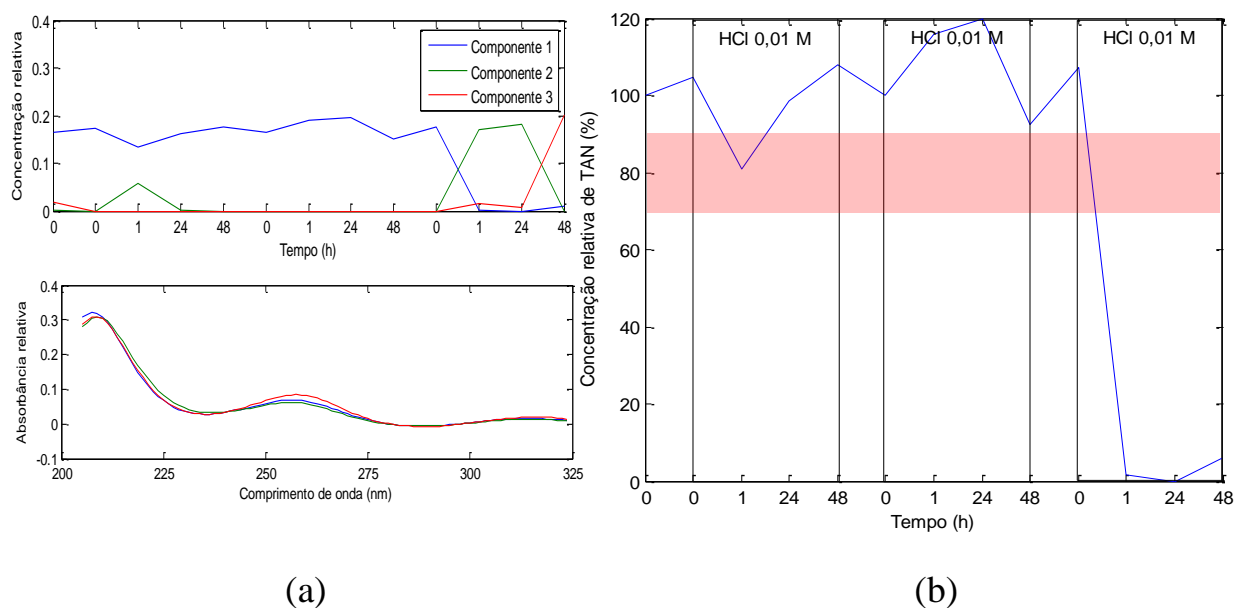 Concentração relativa
0.4
0.3
0.2
0.1
0
Componente 1
Componente 2
Componente 3
0 0 1 24 48 0 1 24 48 0 1 24 48
Tempo (h)
Absorbância relativa
0.4
0.3
0.2
0.1
0
-0.1
200 225 250 275 300 325
Comprimento de onda (nm)
(a)
Concentração relativa de TAN (%)
120
100
80
60
40
20
0
HCl 0,01 M HCl 0,01 M HCl 0,01 M
0 0 1 24 48 0 1 24 48 0 1 24 48
Tempo (h)
(b)